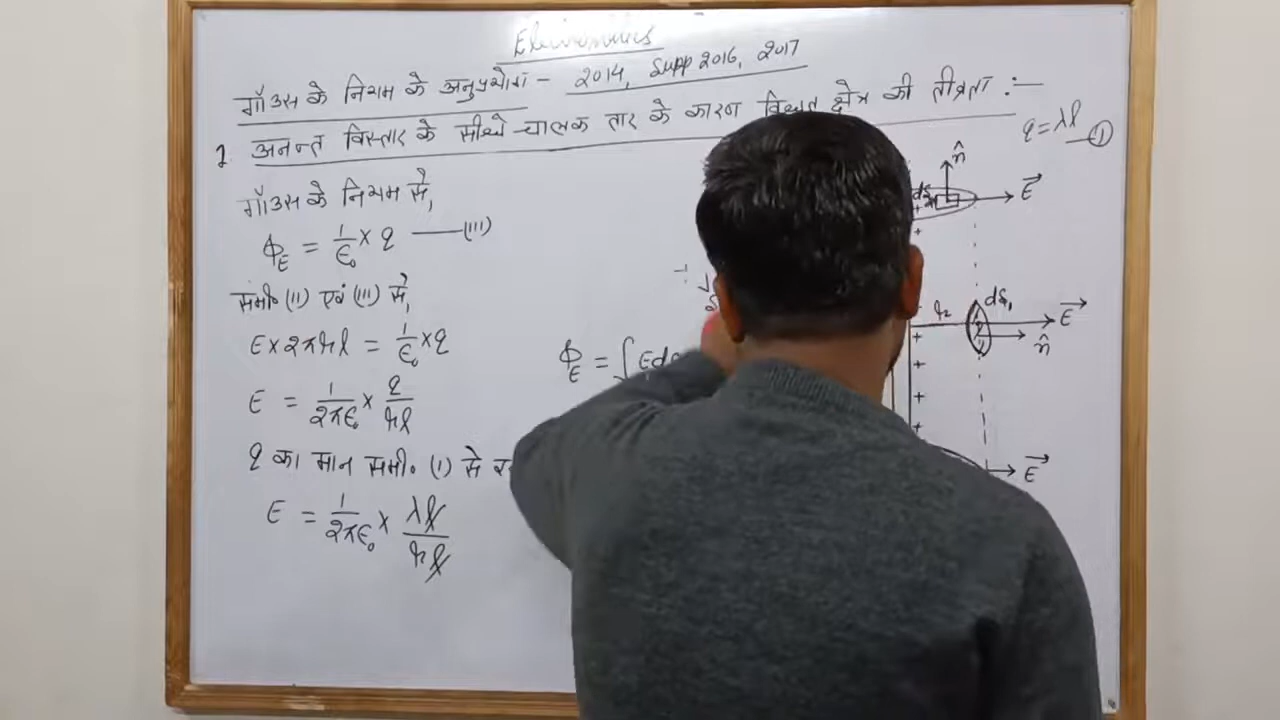 गॉउस के नियम के अनुप्रयोग - 2014, Supp 2016, 2017
1. अनन्त विस्तार के सीधे चालक तार के कारण विद्युत क्षेत्र की तीव्रता :-
q = λl —(1)
गॉउस के नियम से,
ϕ_E = 1/ε₀ × q —(III)
समी० (II) एवं (III) से,
E × 2πrl = 1/ε₀ × q
E = 1/2πε₀ × q/rl
q का मान समी० (I) से
E = 1/2πε₀ × λl/rl
ϕ_E = ∫ Eds
n̂
E⃗
ds₁
E⃗
n̂
E⃗